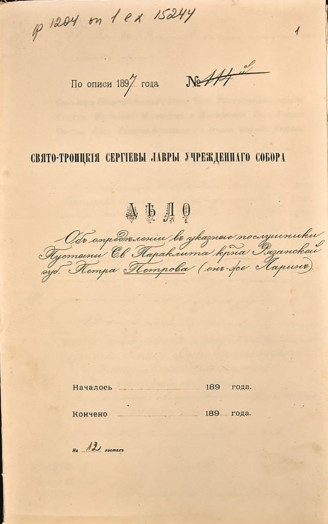 ф 1204 оп 1 ех 15244
1
По описи 1897 года. № 111
СВЯТО-ТРОИЦКІЯ СЕРГІЕВЫ ЛАВРЫ УЧРЕЖДЕННАГО СОБОРА
ДѢЛО
Объ опредѣленіи въ указные послушники
Пустыни Св Параклита крна Рязанской
губ. Петра Петрова (онъ-же Ларинъ)
Началось 189 года.
Кончено 189 года.
На 12 листахъ